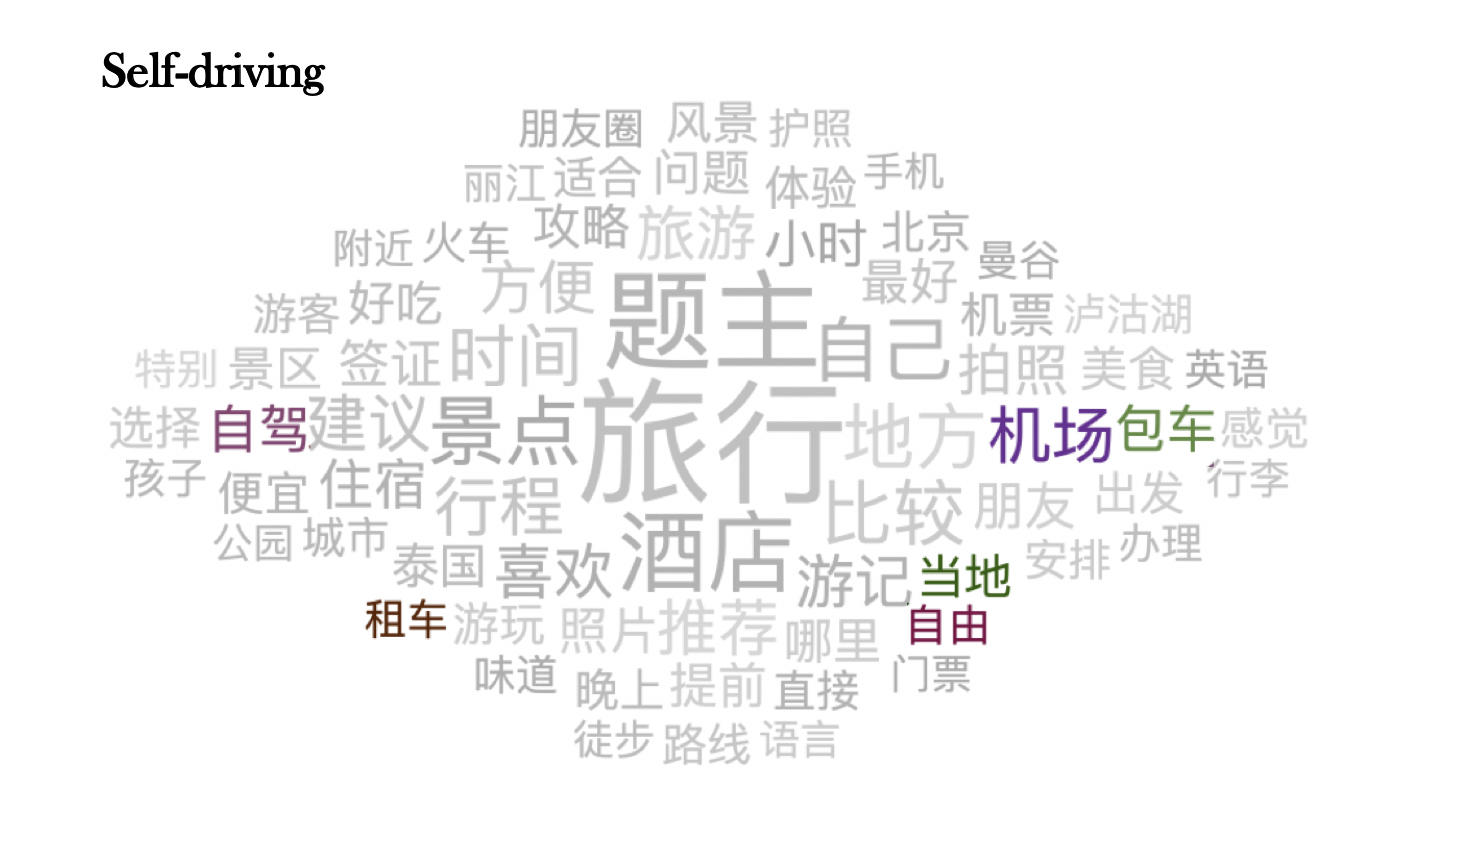 Self-driving
朋友圈 风景 护照
丽江 适合 问题 体验 手机
附近 火车 攻略 旅游 小时 北京 曼谷
游客 好吃 方便 题主 最好 机票 泸沽湖
特别 景区 签证 时间 自己 拍照 美食 英语
选择 自驾 建议 景点 旅行 地方 机场 包车 感觉
孩子 便宜 住宿 行程 比较 朋友 出发 行李
公园 城市 泰国 喜欢 酒店 游记 当地 安排 办理
租车 游玩 照片 推荐 哪里 自由
味道 晚上 提前 直接 门票
徒步 路线 语言